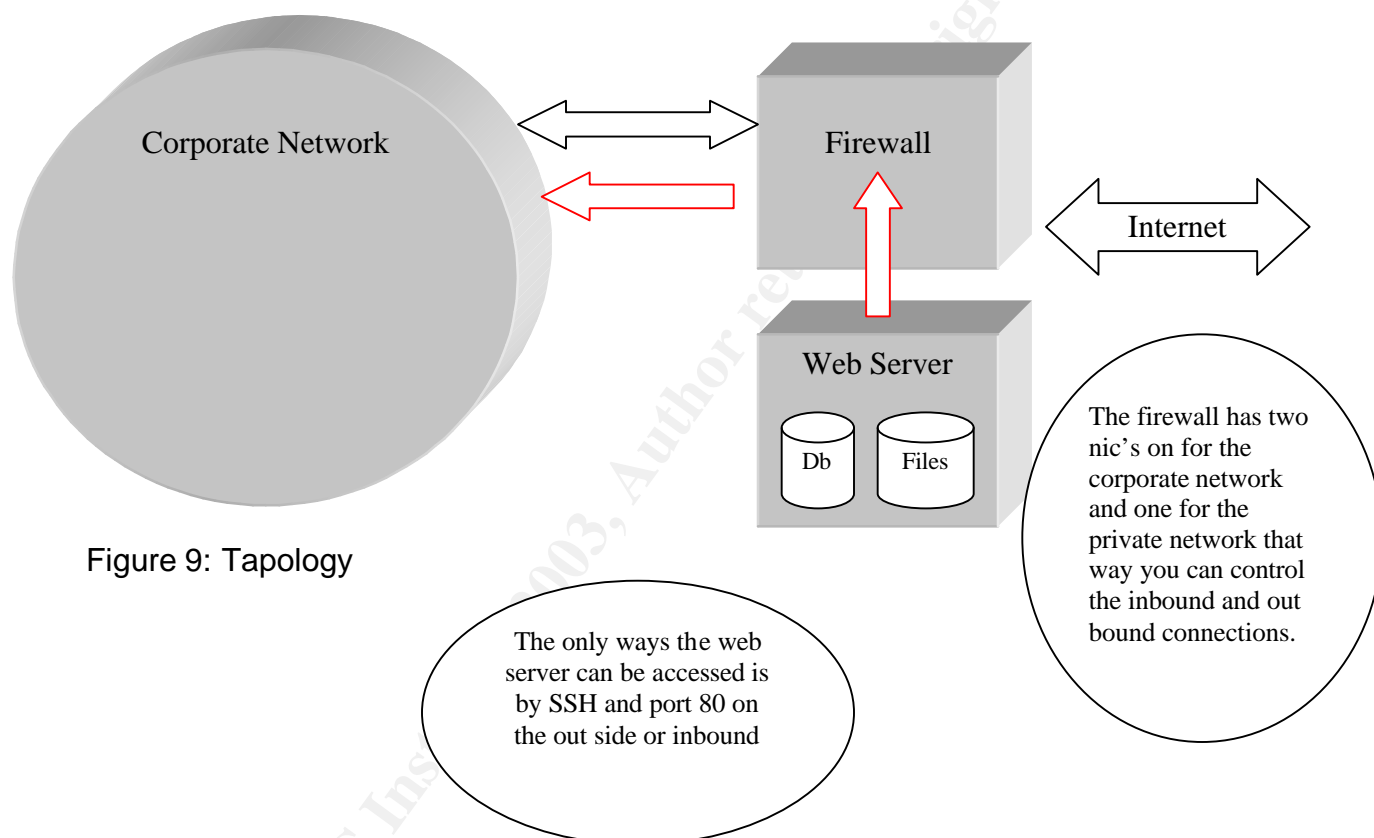 Corporate Network
Firewall
Internet
Web Server
Db
Files
The firewall has two
nic's on for the
corporate network
and one for the
private network that
way you can control
the inbound and out
bound connections.
Figure 9: Tapology
The only ways the web
server can be accessed is
by SSH and port 80 on
the out side or inbound
003, Author